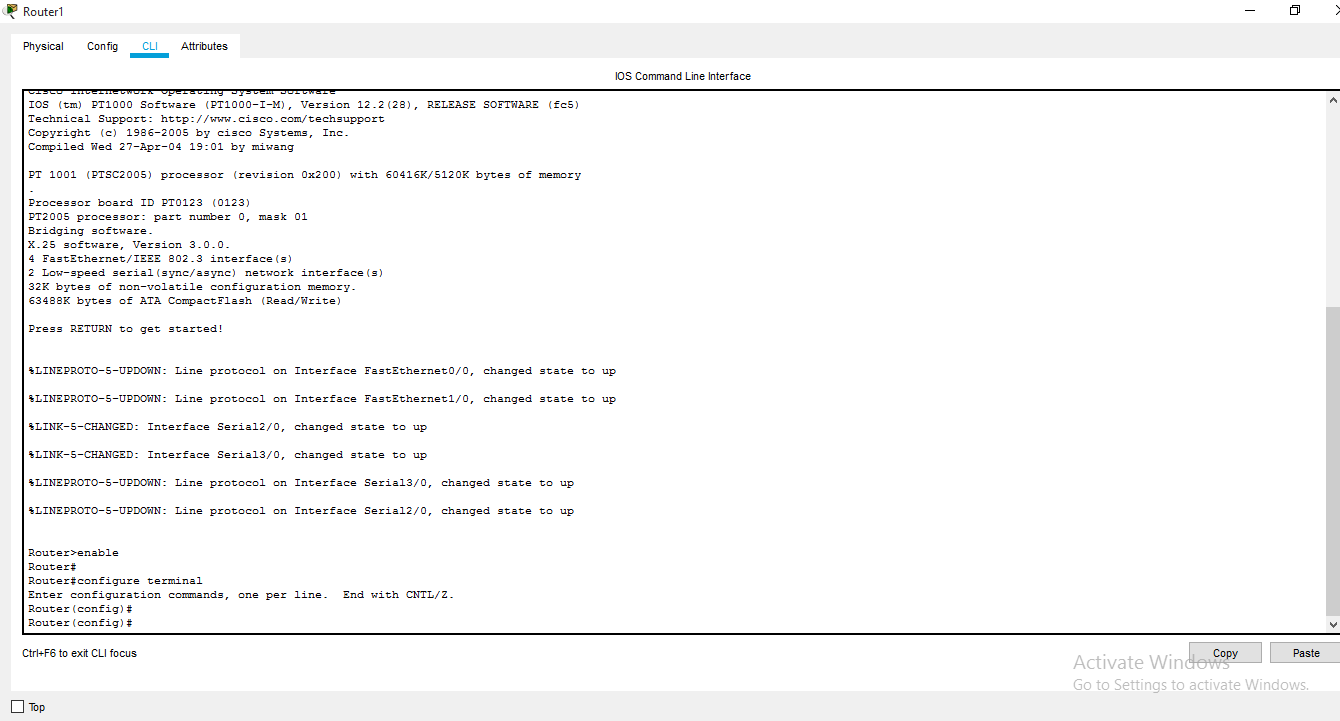 Router1
Physical Config CLI Attributes
IOS Command Line Interface
Cisco Internetwork Operating System Software
IOS (tm) PT1000 Software (PT1000-I-M), Version 12.2(28), RELEASE SOFTWARE (fc5)
Technical Support: http://www.cisco.com/techsupport
Copyright (c) 1986-2005 by cisco Systems, Inc.
Compiled Wed 27-Apr-04 19:01 by miwang
PT 1001 (PTSC2005) processor (revision 0x200) with 60416K/5120K bytes of memory
.
Processor board ID PT0123 (0123)
PT2005 processor: part number 0, mask 01
Bridging software.
X.25 software, Version 3.0.0.
4 FastEthernet/IEEE 802.3 interface(s)
2 Low-speed serial(sync/async) network interface(s)
32K bytes of non-volatile configuration memory.
63488K bytes of ATA CompactFlash (Read/Write)
Press RETURN to get started!
%LINEPROTO-5-UPDOWN: Line protocol on Interface FastEthernet0/0, changed state to up
%LINEPROTO-5-UPDOWN: Line protocol on Interface FastEthernet1/0, changed state to up
%LINK-5-CHANGED: Interface Serial2/0, changed state to up
%LINK-5-CHANGED: Interface Serial3/0, changed state to up
%LINEPROTO-5-UPDOWN: Line protocol on Interface Serial3/0, changed state to up
%LINEPROTO-5-UPDOWN: Line protocol on Interface Serial2/0, changed state to up
Router>enable
Router#
Router#configure terminal
Enter configuration commands, one per line.  End with CNTL/Z.
Router(config)#
Router(config)#
Ctrl+F6 to exit CLI focus
Copy Paste
Activate Windows
Go to Settings to activate Windows.
Top